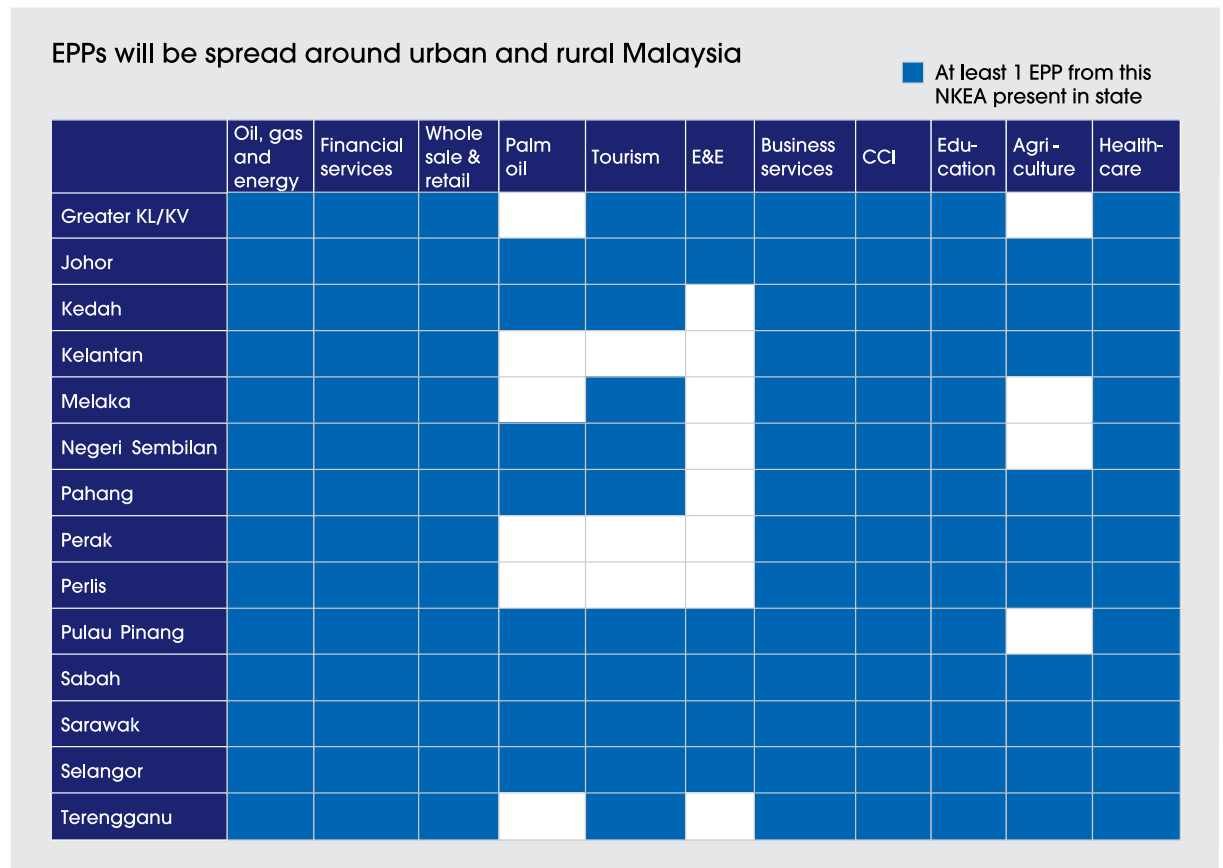 EPPs will be spread around urban and rural Malaysia
At least 1 EPP from this
NKEA present in state
Oil, gas
and
energy
Financial
services
Whole
sale &
retail
Palm
oil
Tourism
E&E
Business
services
CCI
Edu-
cation
Agri -
culture
Health-
care
Greater KL/KV
Johor
Kedah
Kelantan
Melaka
Negeri Sembilan
Pahang
Perak
Perlis
Pulau Pinang
Sabah
Sarawak
Selangor
Terengganu